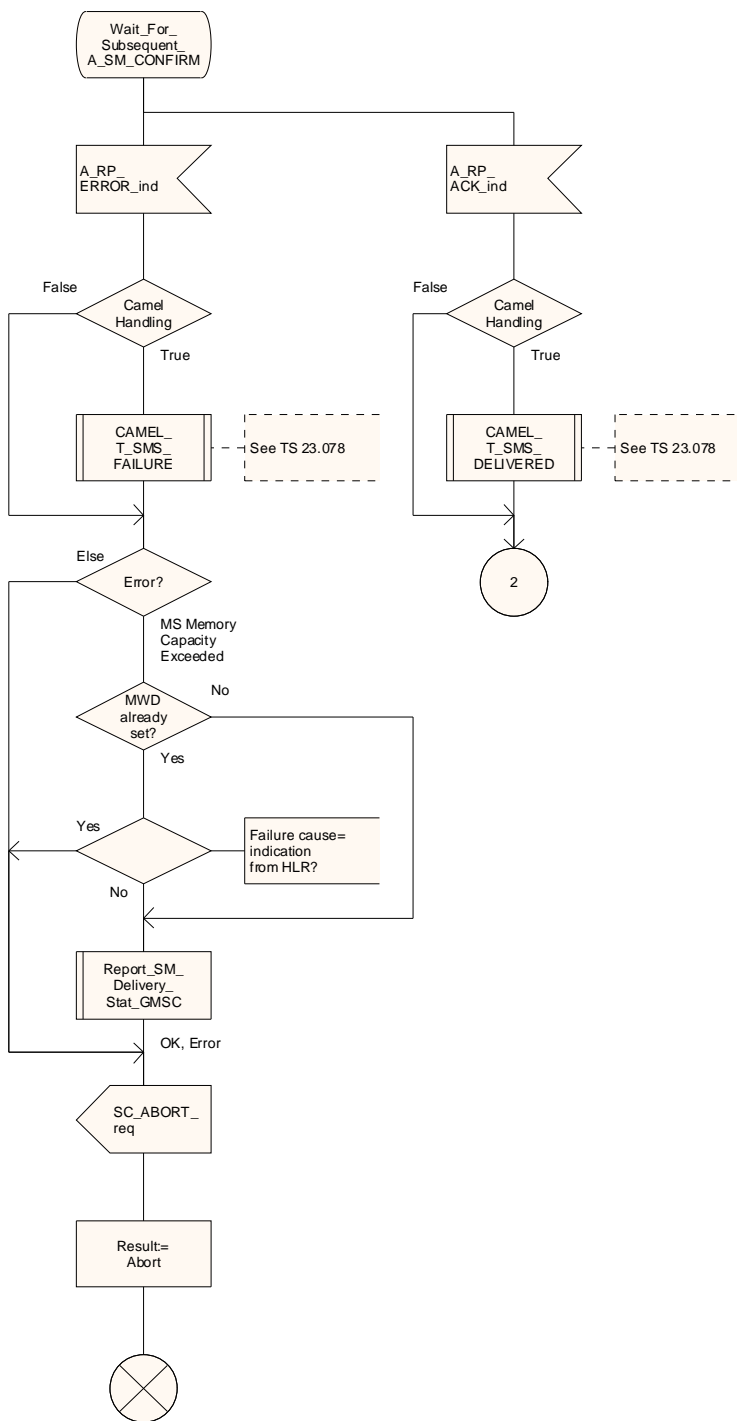 Wait_For_
Subsequent_
A_SM_CONFIRM
A_RP_
ERROR_ind
A_RP_
ACK_ind
False
Camel
Handling
True
False
Camel
Handling
True
CAMEL_
T_SMS_
FAILURE
See TS 23.078
CAMEL_
T_SMS_
DELIVERED
See TS 23.078
Else
Error?
2
MS Memory
Capacity
Exceeded
MWD
already
set?
No
Yes
Yes
Failure cause=
indication
from HLR?
No
Report_SM_
Delivery_
Stat_GMSC
OK, Error
SC_ABORT_
req
Result:=
Abort